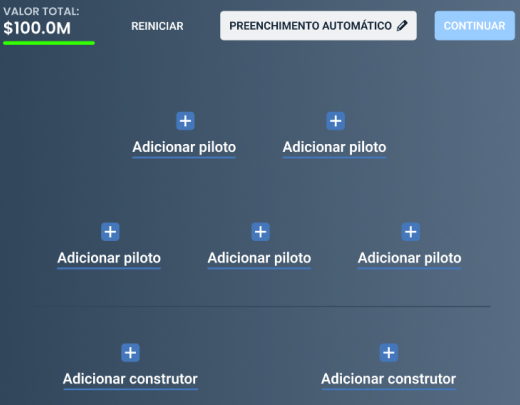 VALOR TOTAL:
$100.0M
REINICIAR
PREENCHIMENTO AUTOMÁTICO
CONTINUAR
Adicionar piloto
Adicionar piloto
Adicionar piloto
Adicionar piloto
Adicionar piloto
Adicionar construtor
Adicionar construtor